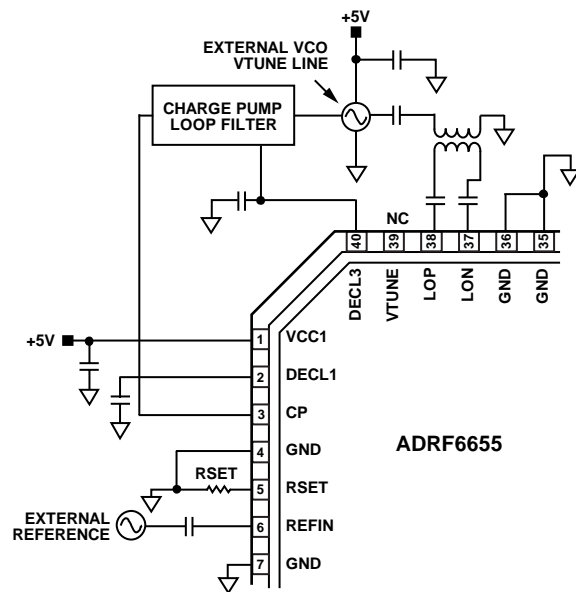 +5V
EXTERNAL VCO
VTUNE LINE
CHARGE PUMP
LOOP FILTER
NC
40
39
38
37
36
35
DECL3
VTUNE
LOP
LON
GND
GND
+5V
1 VCC1
2 DECL1
3 CP
4 GND
ADRF6655
RSET
5 RSET
EXTERNAL
REFERENCE
6 REFIN
7 GND